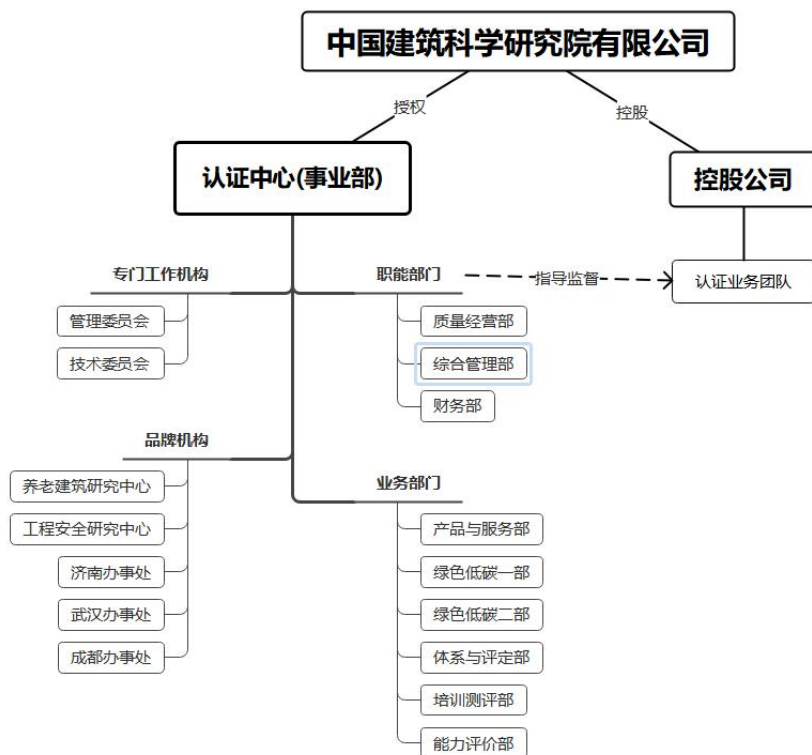 中国建筑科学研究院有限公司
授权
控股
认证中心(事业部)
控股公司
专门工作机构
职能部门
指导监督
认证业务团队
管理委员会
技术委员会
质量经营部
综合管理部
财务部
品牌机构
养老建筑研究中心
工程安全研究中心
济南办事处
武汉办事处
成都办事处
业务部门
产品与服务部
绿色低碳一部
绿色低碳二部
体系与评定部
培训测评部
能力评价部